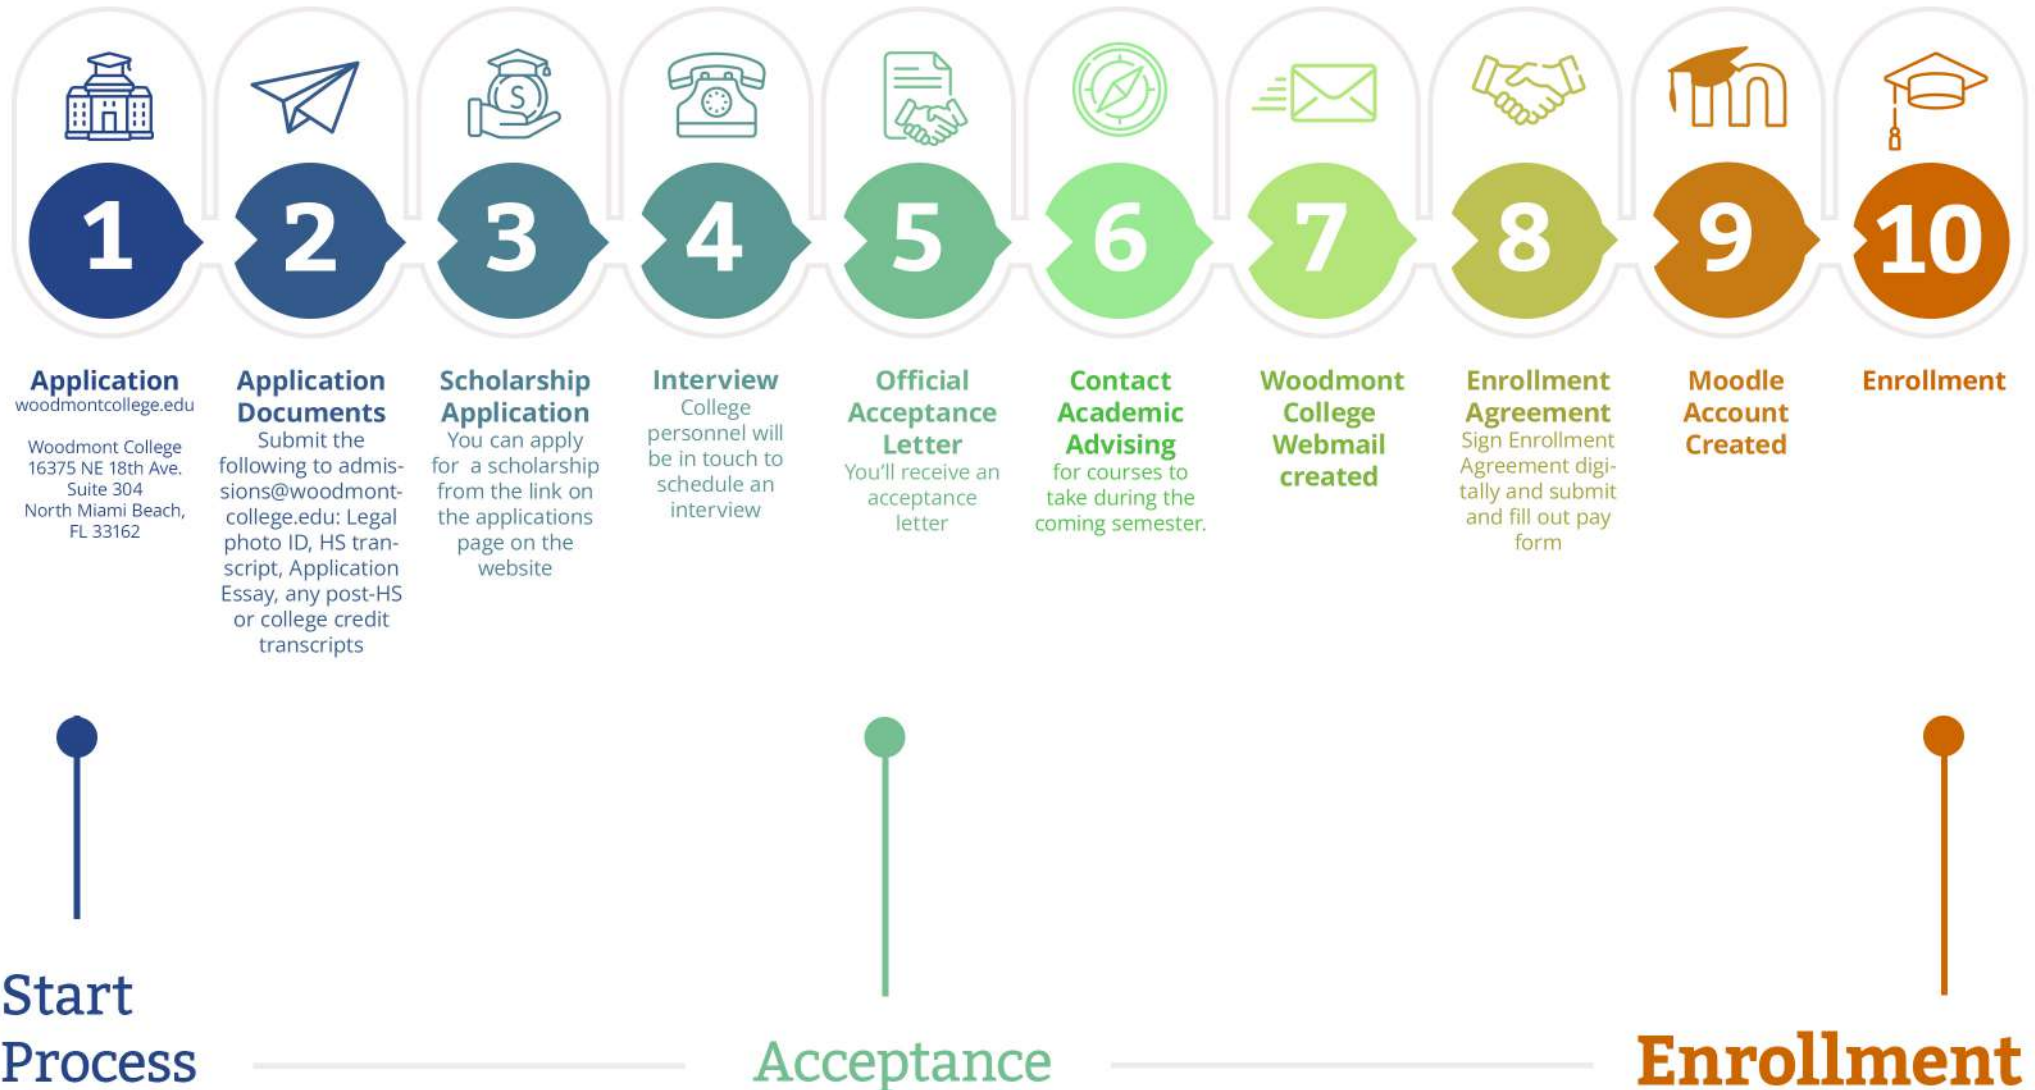 1
Application
woodmontcollege.edu
Woodmont College
16375 NE 18th Ave.
Suite 304
North Miami Beach,
FL 33162
2
Application
Documents
Submit the
following to admis-
sions@woodmont-
college.edu: Legal
photo ID, HS tran-
script, Application
Essay, any post-HS
or college credit
transcripts
S
3
Scholarship
Application
You can apply
for a scholarship
from the link on
the applications
page on the
website
4
Interview
College
personnel will
be in touch to
schedule an
interview
5
Official
Acceptance
Letter
You'll receive an
acceptance
letter
6
Contact
Academic
Advising
for courses to
take during the
coming semester.
7
Woodmont
College
Webmail
created
8
Enrollment
Agreement
Sign Enrollment
Agreement digi-
tally and submit
and fill out pay
form
m
9
Moodle
Account
Created
10
Enrollment
Start
Process
Acceptance
Enrollment